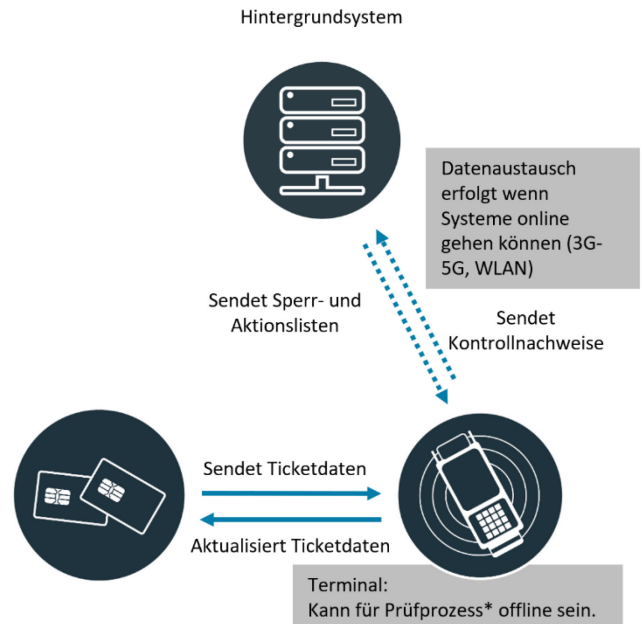 Hintergrundsystem
Datenaustausch
erfolgt wenn
Systeme online
gehen können (3G-
5G, WLAN)
Sendet Sperr- und
Aktionslisten
Sendet
Kontrollnachweise
Sendet Ticketdaten
Aktualisiert Ticketdaten
Terminal:
Kann für Prüfprozess* offline sein.